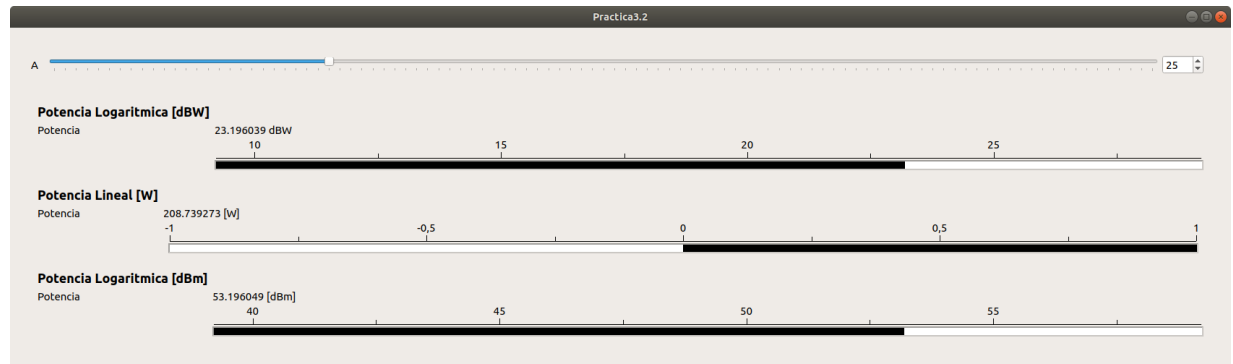 Practica3.2
A 25
Potencia Logaritmica [dBW]
Potencia 23.196039 dBW
10 15 20 25
Potencia Lineal [W]
Potencia 208.739273 [W]
-1 -0,5 0 0,5 1
Potencia Logaritmica [dBm]
Potencia 53.196049 [dBm]
40 45 50 55